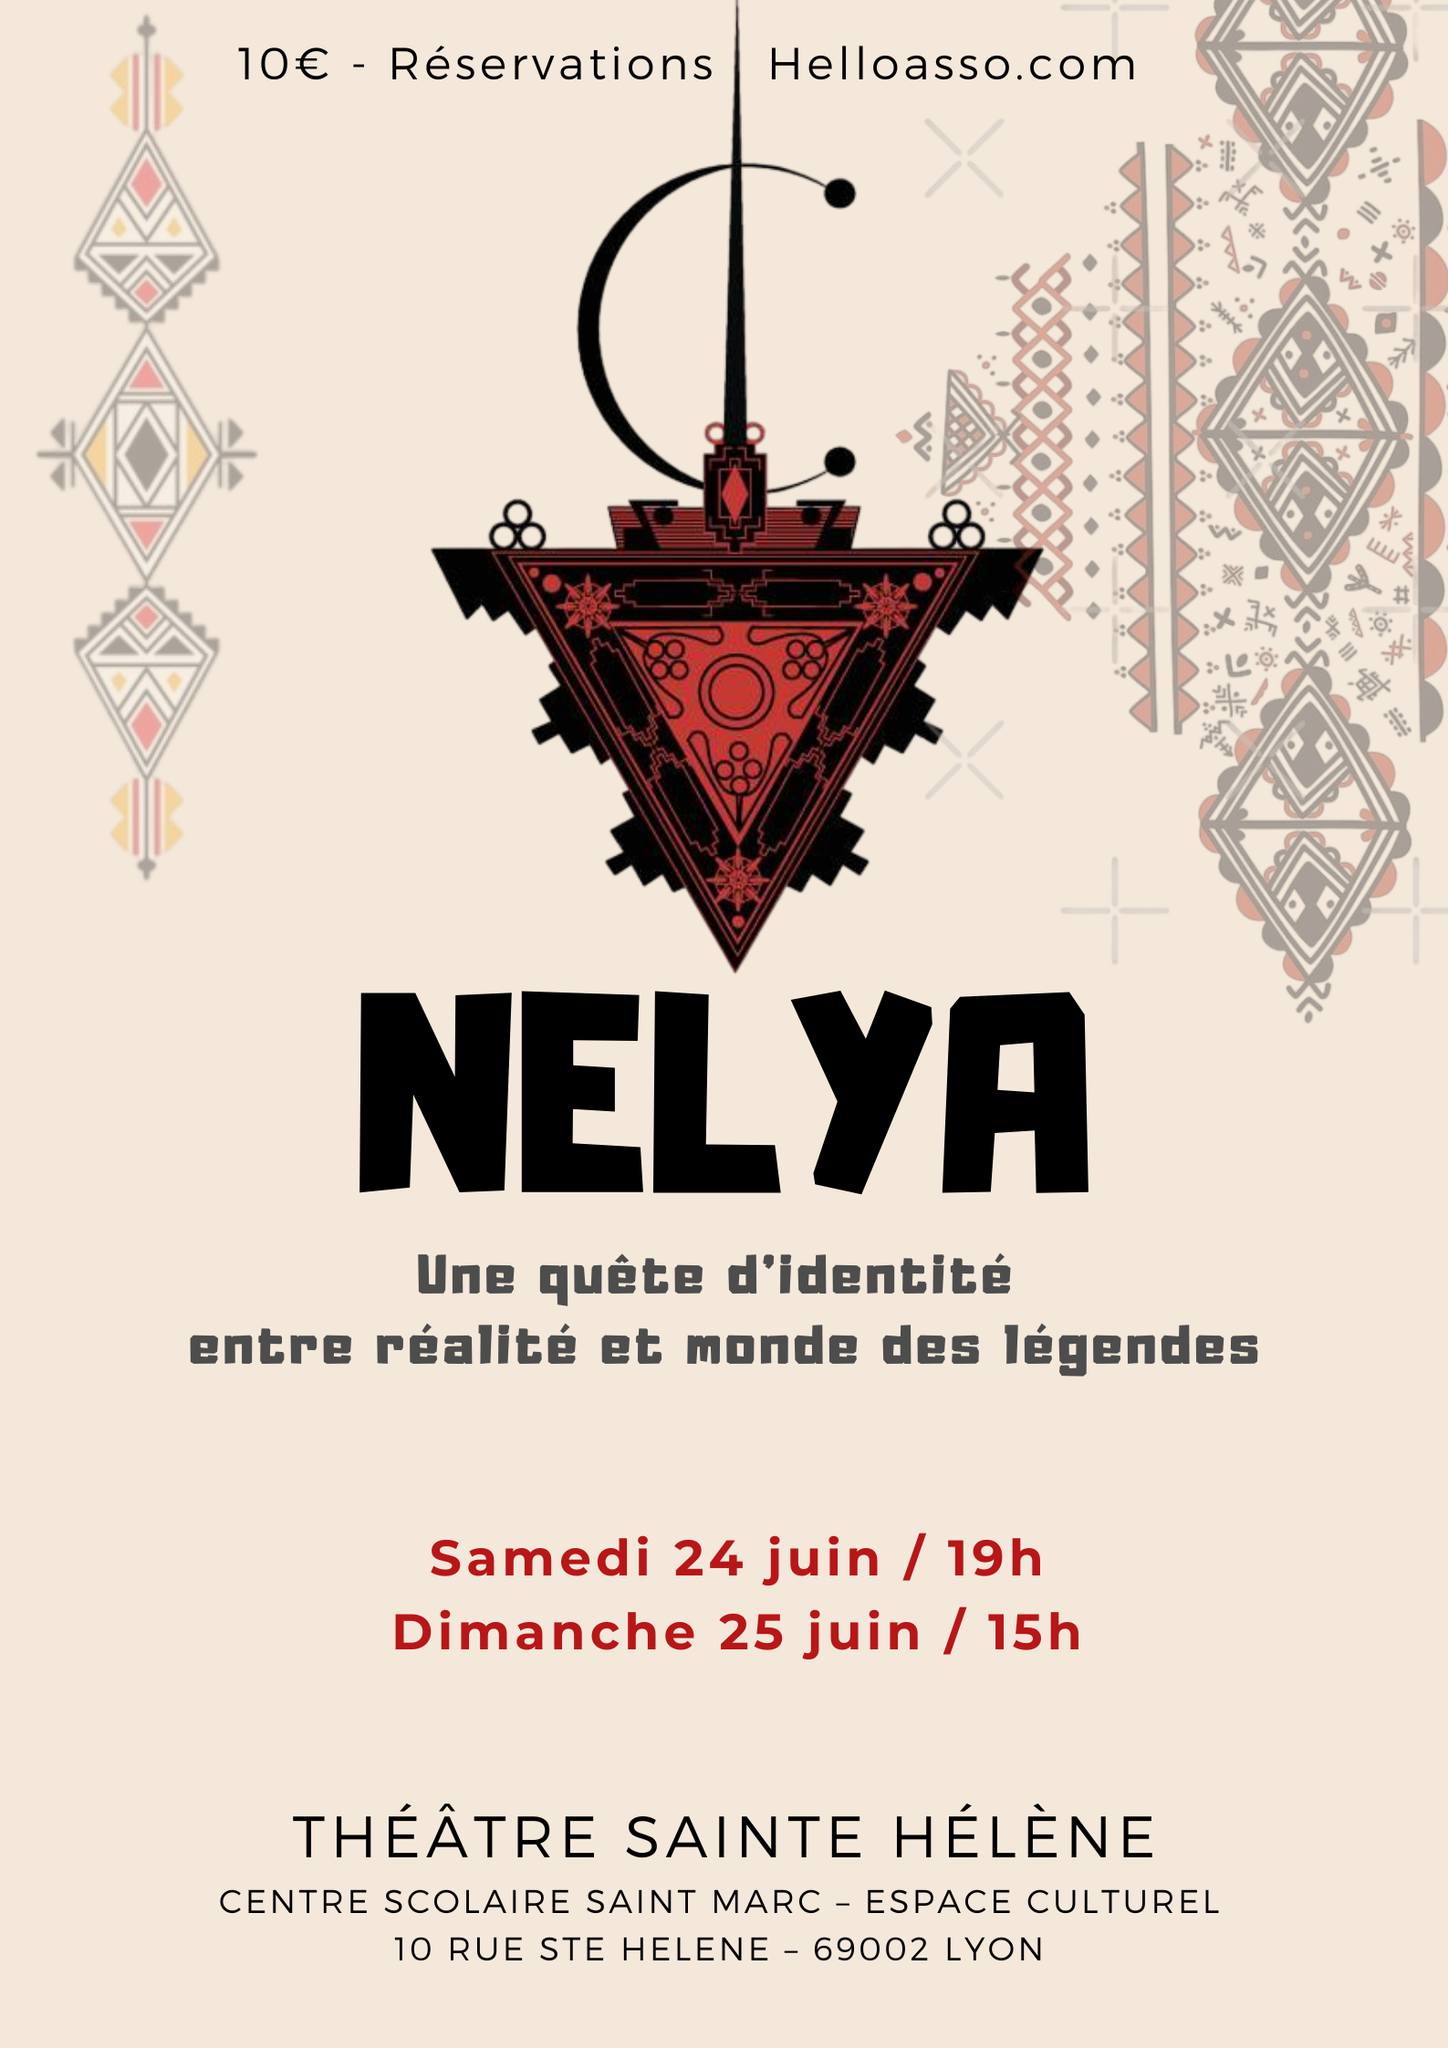 10€ - Réservations Helloasso.com
NELYA
Une quête d'identité
entre réalité et monde des légendes
Samedi 24 juin / 19h
Dimanche 25 juin / 15h
THÉÂTRE SAINTE HÉLÈNE
CENTRE SCOLAIRE SAINT MARC – ESPACE CULTUREL
10 RUE STE HELENE – 69002 LYON